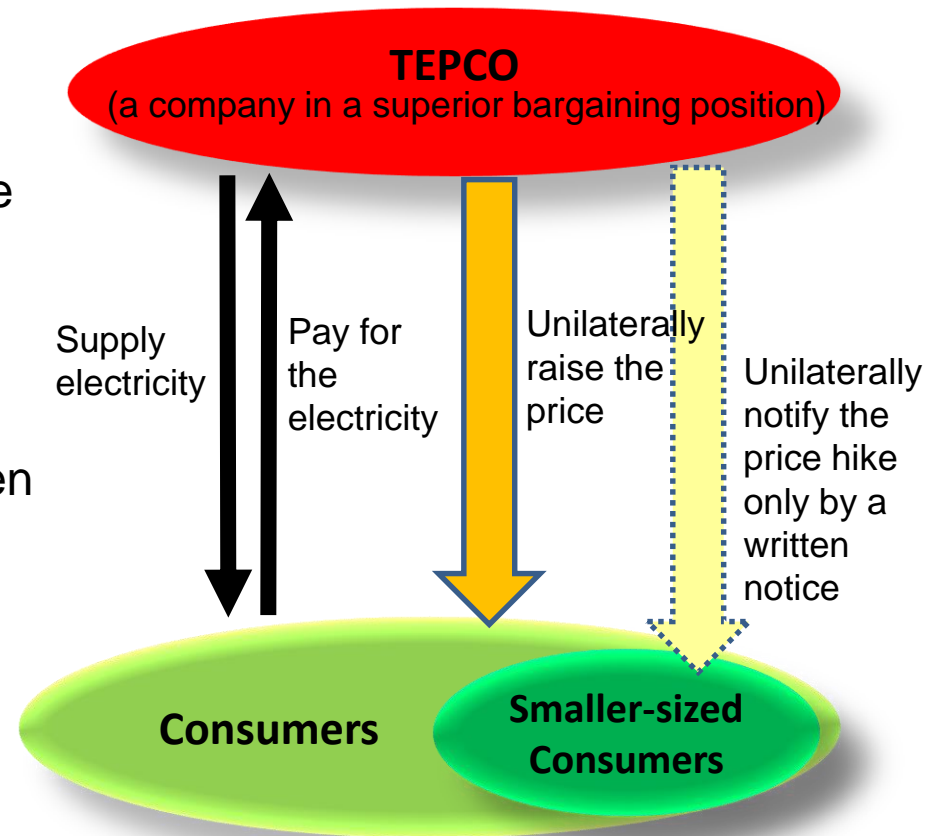 TEPCO
(a company in a superior bargaining position)
e
en
Supply
electricity
Pay for
the
electricity
Unilaterally
raise the
price
Unilaterally
notify the
price hike
only by a
written
notice
Consumers
Smaller-sized
Consumers